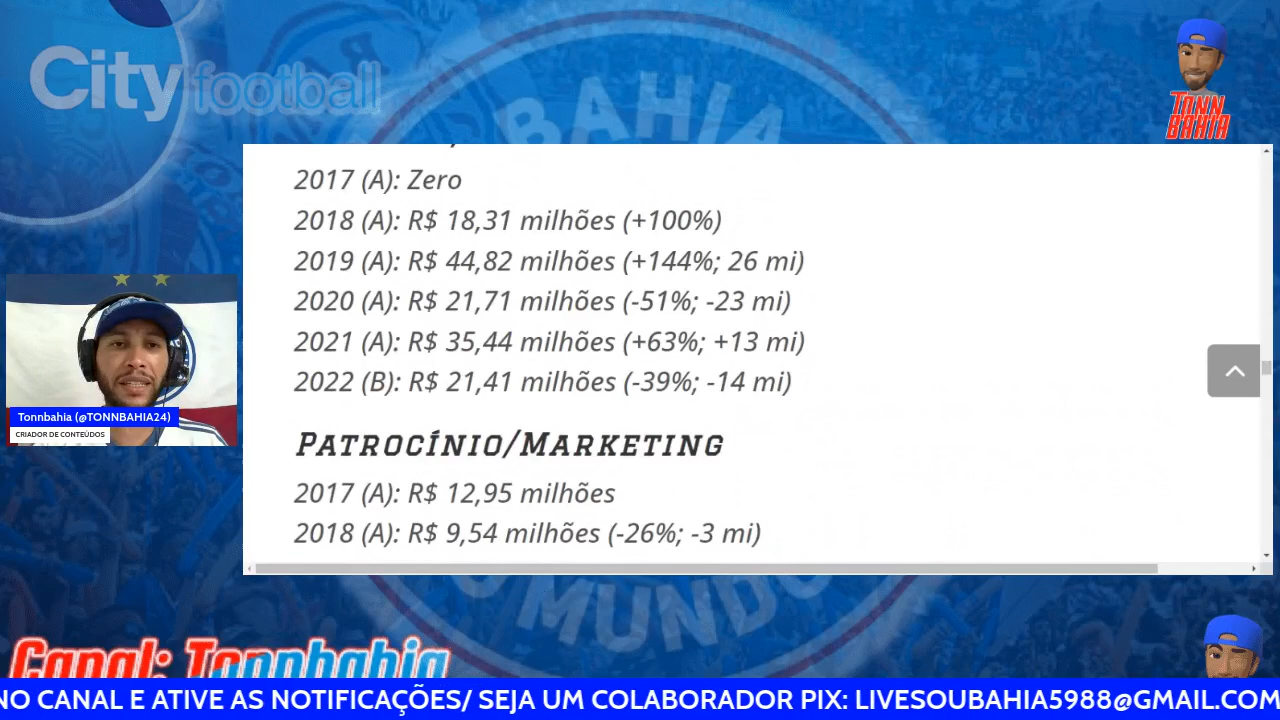 City football
TONN
BAHIA
BAHIA
2017 (A): Zero
2018 (A): R$ 18,31 milhões (+100%)
2019 (A): R$ 44,82 milhões (+144%; 26 mi)
2020 (A): R$ 21,71 milhões (-51%; -23 mi)
2021 (A): R$ 35,44 milhões (+63%; +13 mi)
2022 (B): R$ 21,41 milhões (-39%; -14 mi)
PATROCÍNIO/MARKETING
2017 (A): R$ 12,95 milhões
2018 (A): R$ 9,54 milhões (-26%; -3 mi)
Tonnbahia (@TONNBAHIA24)
CRIADOR DE CONTEÚDOS
O MUNDO
Canal: Tonnbahia
NO CANAL E ATIVE AS NOTIFICAÇÕES/ SEJA UM COLABORADOR PIX: LIVESOUBAHIA5988@GMAIL.COM